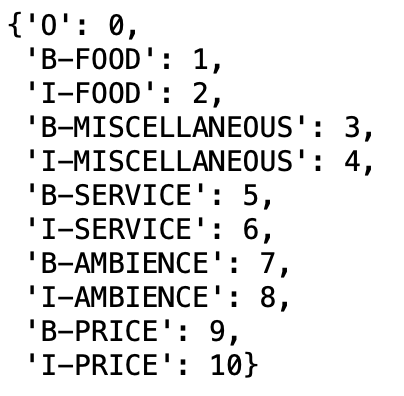 {'O': 0,
'B-FOOD': 1,
'I-FOOD': 2,
'B-MISCELLANEOUS': 3,
'I-MISCELLANEOUS': 4,
'B-SERVICE': 5,
'I-SERVICE': 6,
'B-AMBIENCE': 7,
'I-AMBIENCE': 8,
'B-PRICE': 9,
'I-PRICE': 10}